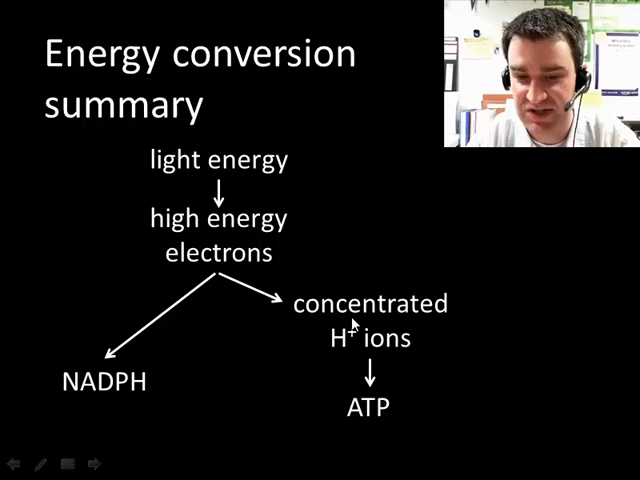 Energy conversion
summary
light energy
high energy
electrons
concentrated
H⁺ ions
NADPH
ATP